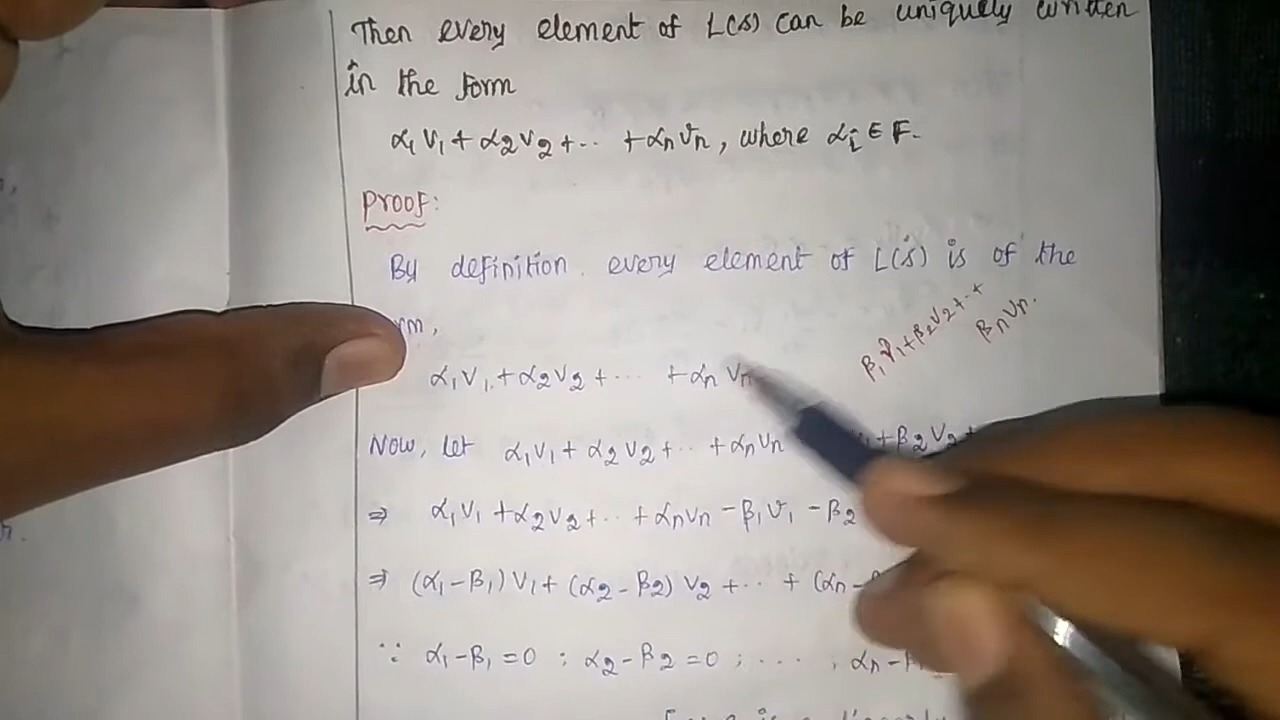 Then every element of L(S) can be uniquely written
in the form
α₁v₁ + α₂v₂ + ·· + αₙvₙ, where αᵢ ∈ F.
Proof:
By definition every element of L(S) is of the
β₁v₁ + β₂v₂ + ·· +
βₙvₙ.
α₁v₁ + α₂v₂ + ··· + αₙvₙ
Now, let α₁v₁ + α₂v₂ + ·· + αₙvₙ + β₂v₂
⇒ α₁v₁ + α₂v₂ + ·· + αₙvₙ - β₁v₁ - β₂
⇒ (α₁ - β₁)v₁ + (α₂ - β₂)v₂ + ·· + (αₙ -
∵ α₁ - β₁ = 0 ; α₂ - β₂ = 0 ; ···· , αₙ -